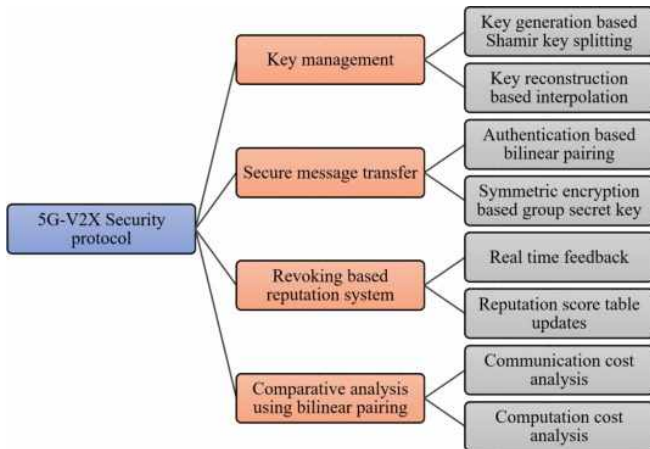 5G-V2X Security
protocol
Key management
Key generation based
Shamir key splitting
Key reconstruction
based interpolation
Secure message transfer
Authentication based
bilinear pairing
Symmetric encryption
based group secret key
Revoking based
reputation system
Real time feedback
Reputation score table
updates
Comparative analysis
using bilinear pairing
Communication cost
analysis
Computation cost
analysis